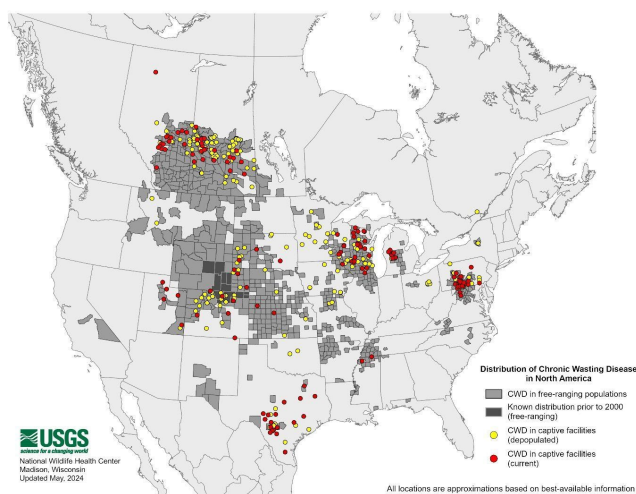 Distribution of Chronic Wasting Disease
in North America
CWD in free-ranging populations
Known distribution prior to 2000
(free-ranging)
CWD in captive facilities
(depopulated)
CWD in captive facilities
(current)
USGS
science for a changing world
National Wildlife Health Center
Madison, Wisconsin
Updated May, 2024
All locations are approximations based on best-available information